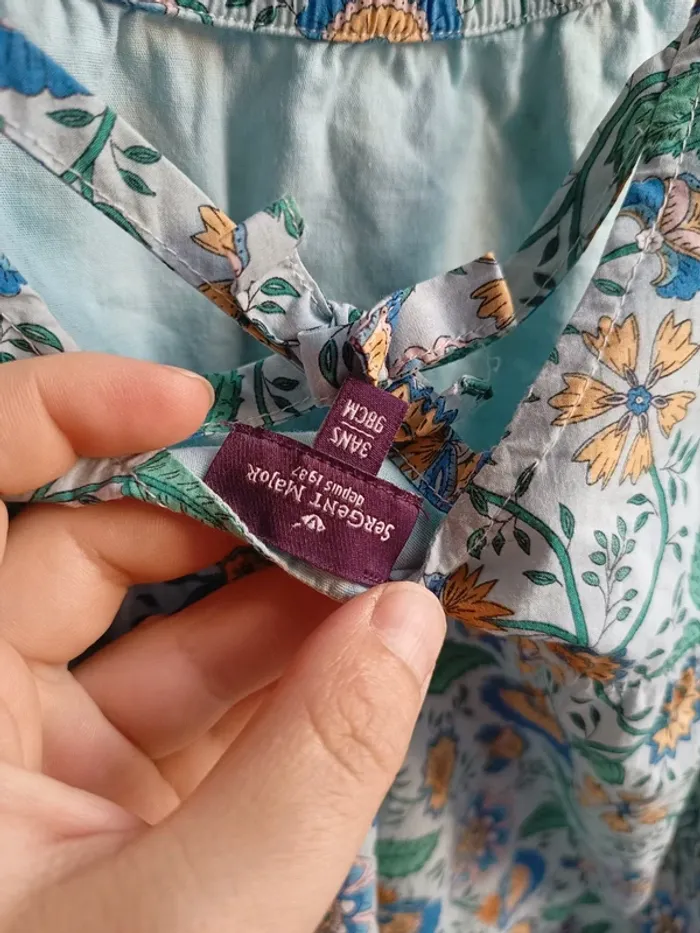 SerGent MajoR
depuis 1987
3ANS
98CM